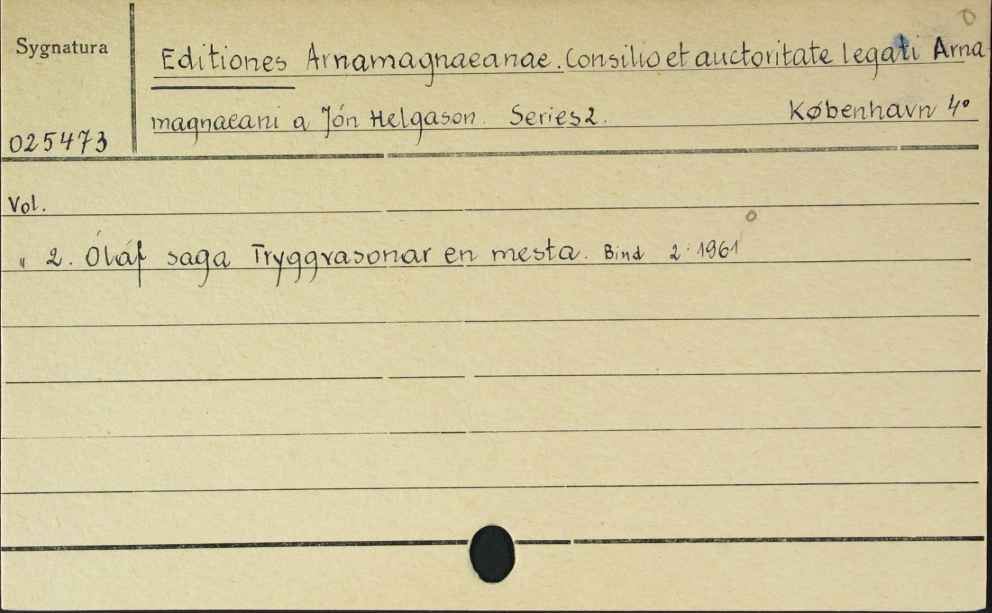 Sygnatura
Editiones Arnamagnaeanae. Consilio et auctoritate legati Arna
magnaeani a Jón Helgason. Series 2. København 4°
025473
Vol.
" 2. Óláf saga Tryggvasonar en mesta. Bind 2: 1961